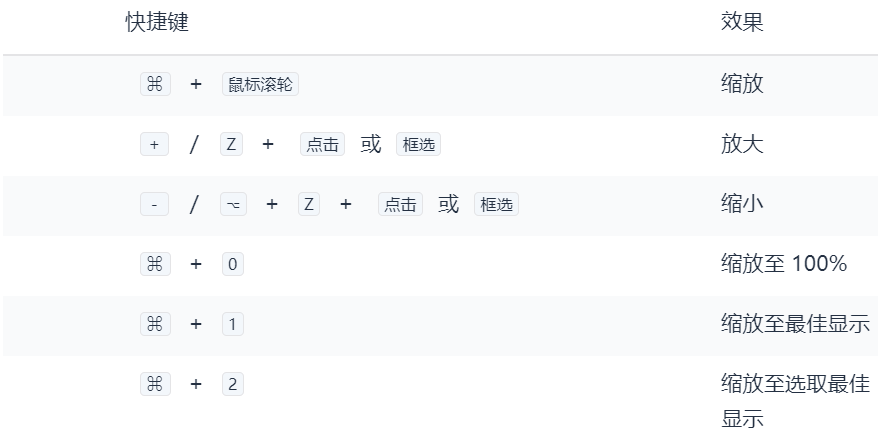 快捷键 效果
⌘ + 鼠标滚轮 缩放
+ / Z + 点击 或 框选 放大
- / ⌥ + Z + 点击 或 框选 缩小
⌘ + 0 缩放至 100%
⌘ + 1 缩放至最佳显示
⌘ + 2 缩放至选取最佳
显示